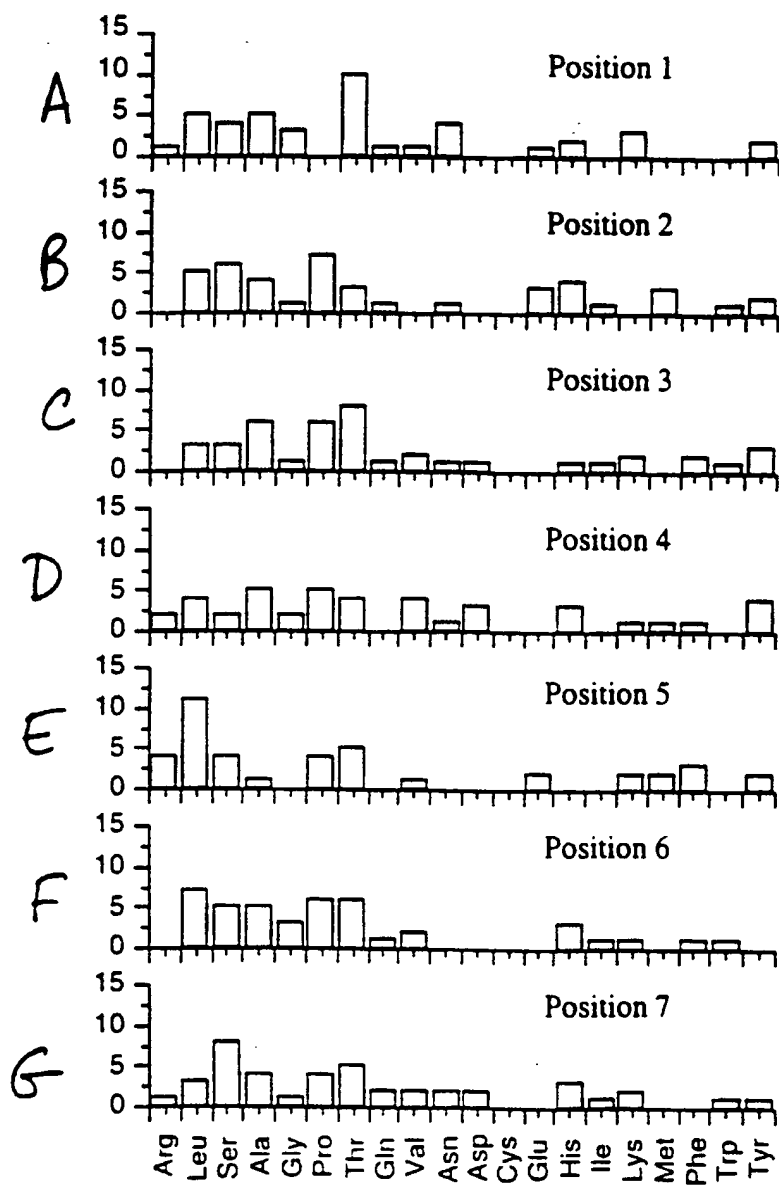 A
15
10
5
0
Position 1
B
15
10
5
0
Position 2
C
15
10
5
0
Position 3
D
15
10
5
0
Position 4
E
15
10
5
0
Position 5
F
15
10
5
0
Position 6
G
15
10
5
0
Position 7
Arg Leu Ser Ala Gly Pro Thr Gln Val Asn Asp Cys Glu His Ile Lys Met Phe Trp Tyr